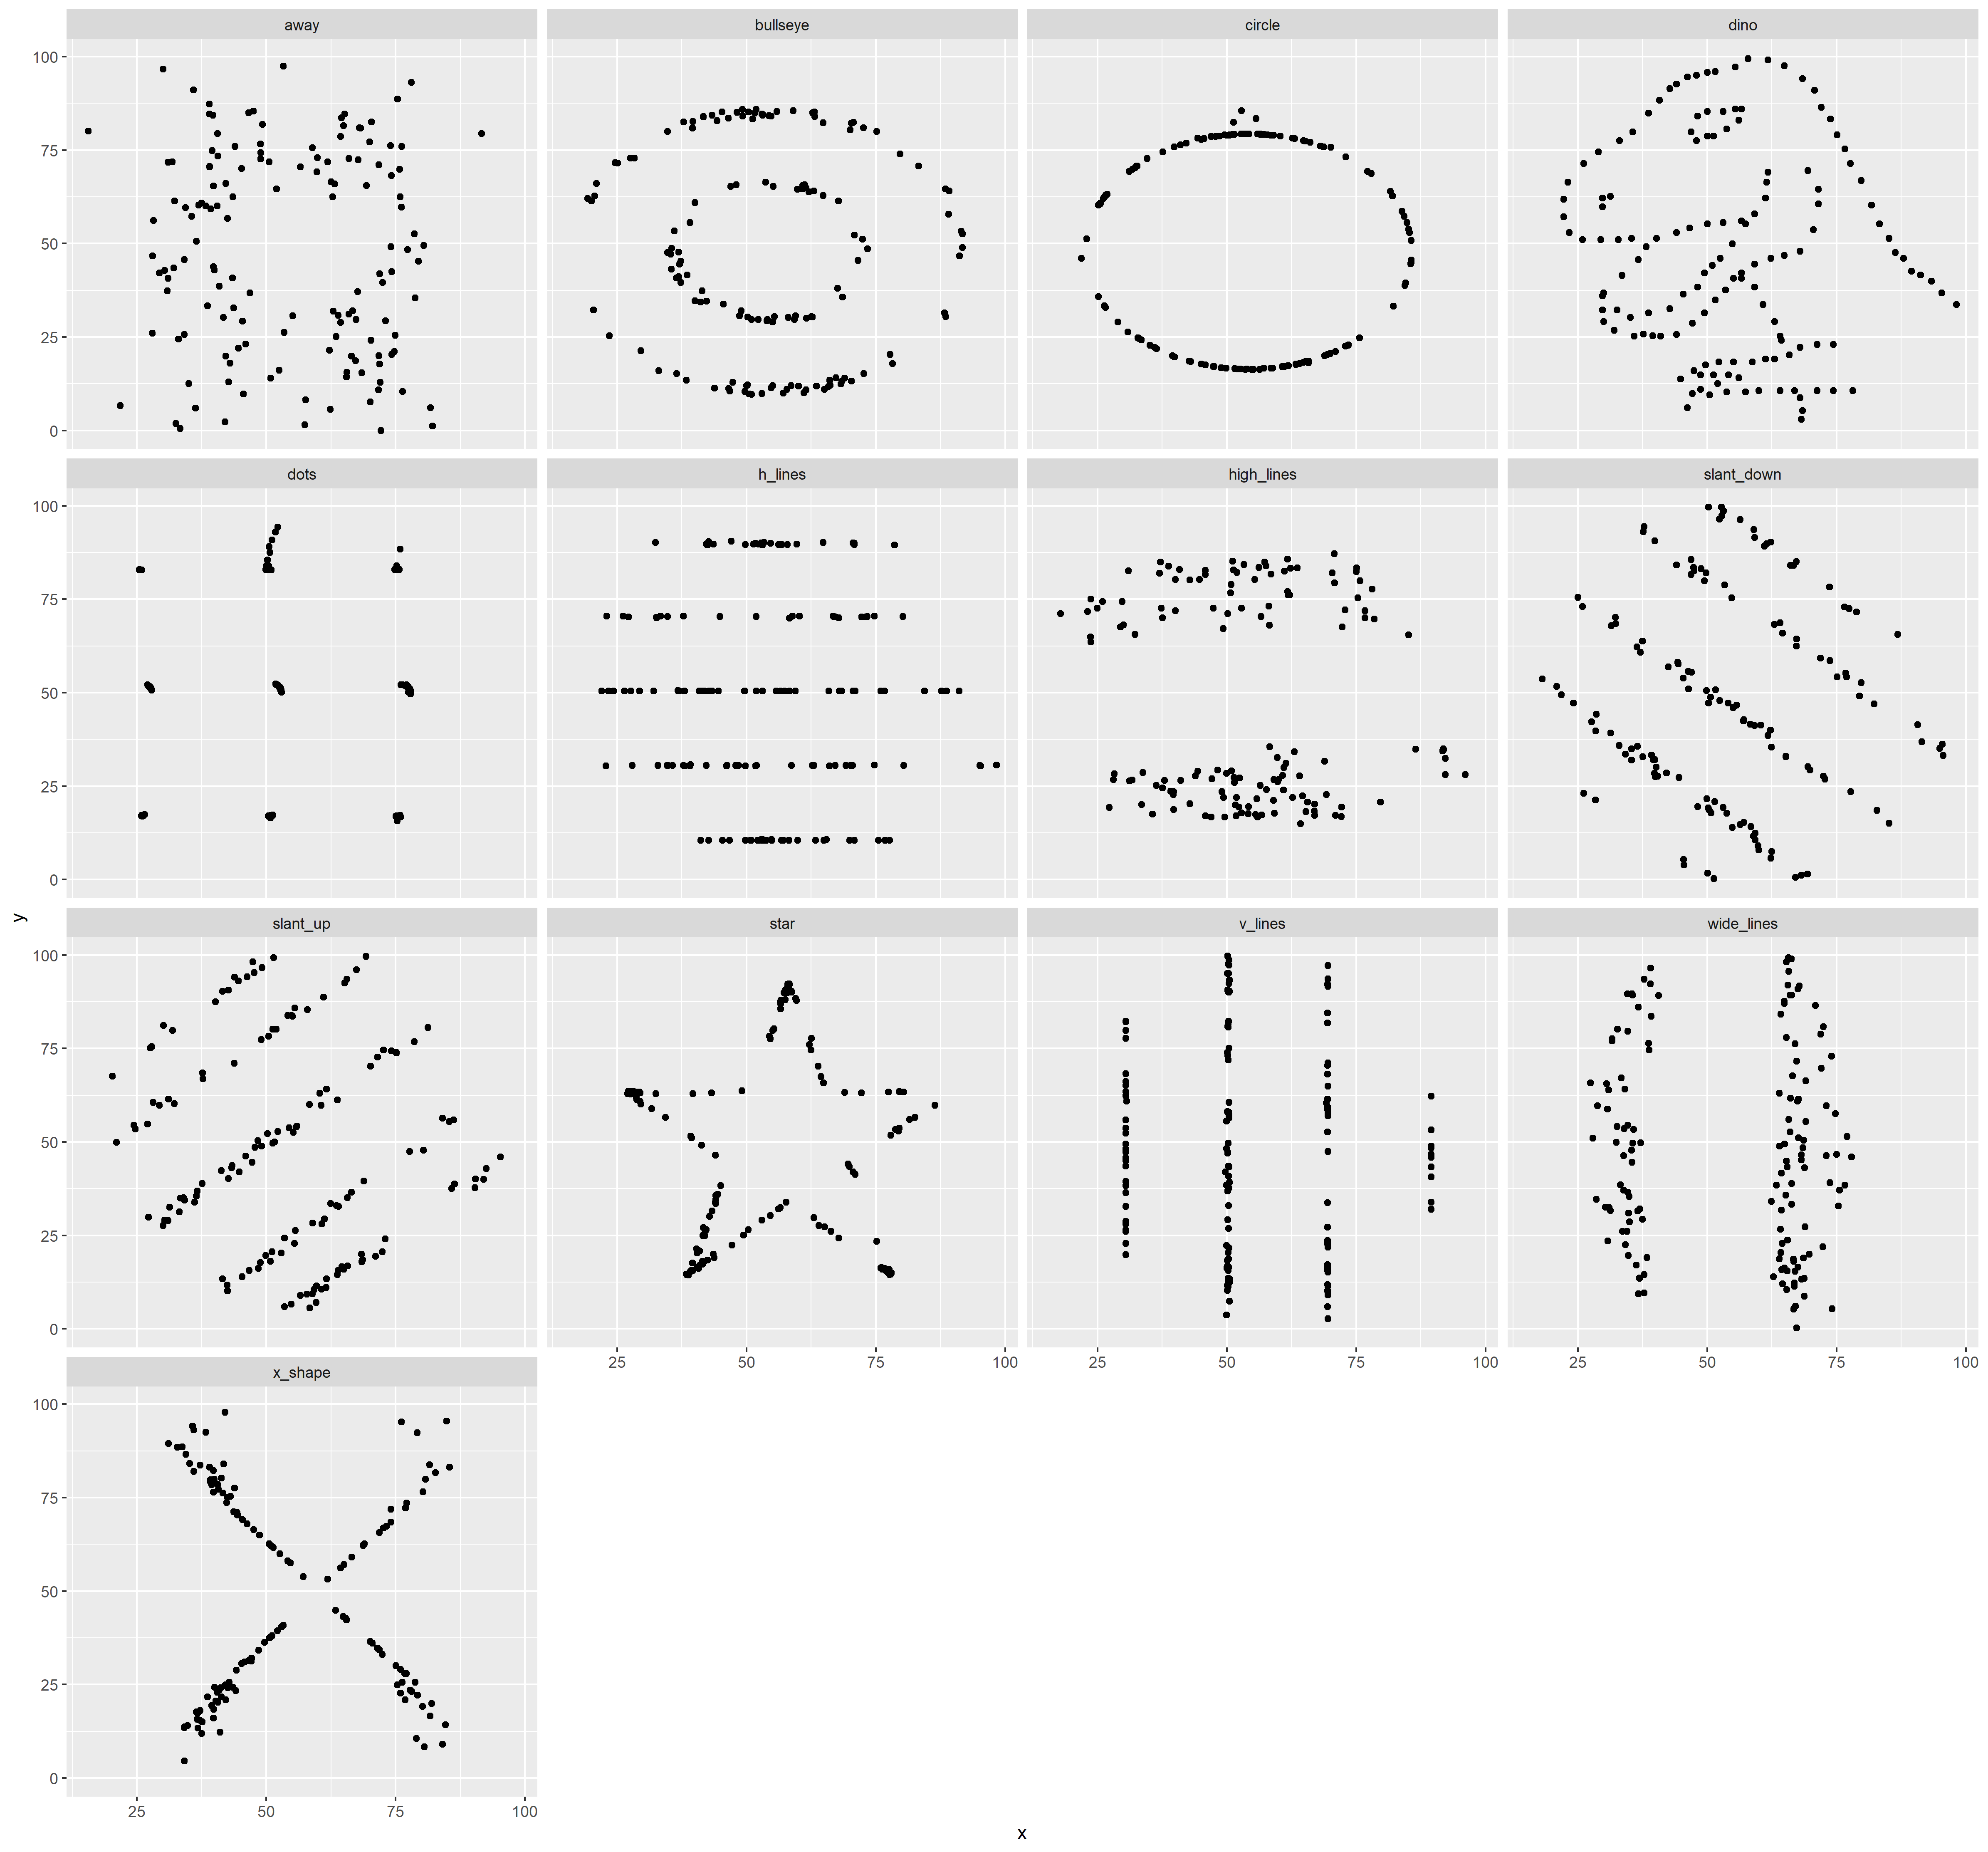 away bullseye circle dino
100
75
50
25
0
dots h_lines high_lines slant_down
100
75
50
25
0
slant_up star v_lines wide_lines
100
75
50
25
0
25 50 75 100 25 50 75 100 25 50 75 100
x_shape
100
75
50
25
0
25 50 75 100
x
y